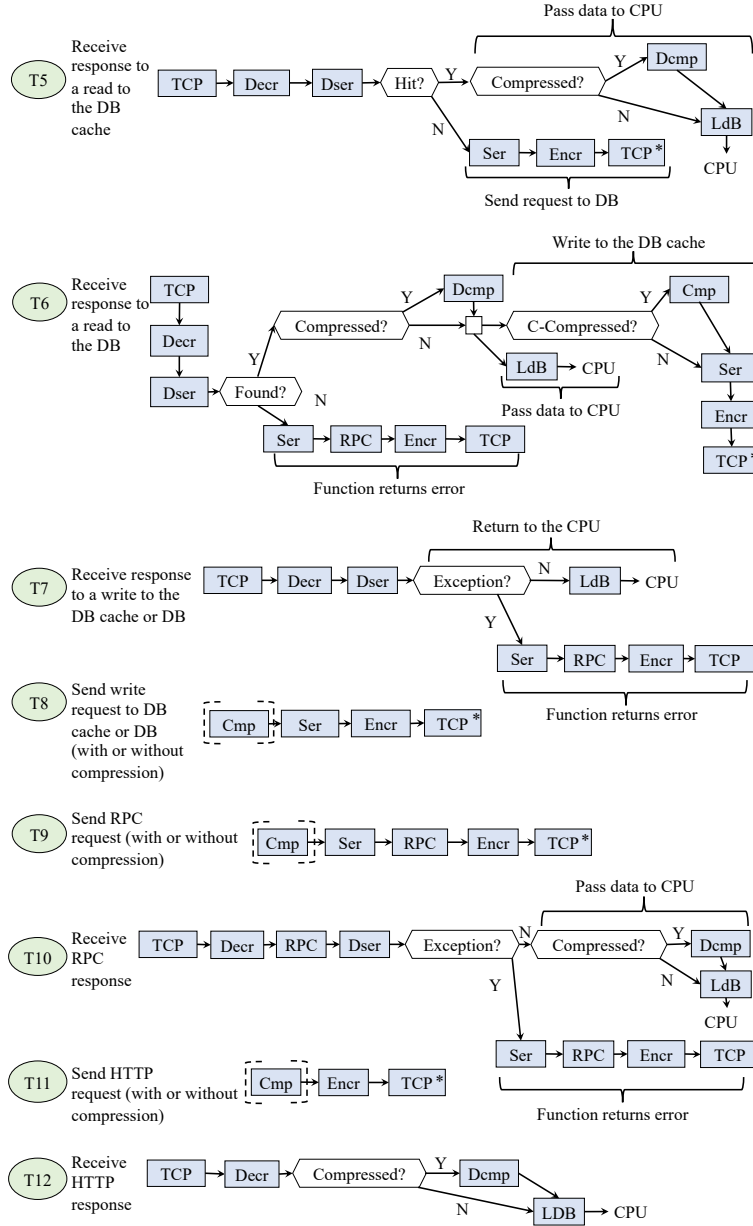 Pass data to CPU
T5
Receive
response to
a read to
the DB
cache
TCP
Decr
Dser
Hit?
Y
Compressed?
Y
Dcmp
N
LdB
CPU
N
Ser
Encr
TCP*
Send request to DB
Write to the DB cache
T6
Receive
response to
a read to
the DB
TCP
Decr
Dser
Found?
Y
Compressed?
Y
Dcmp
N
C-Compressed?
Y
Cmp
N
Ser
Encr
TCP*
LdB
CPU
Pass data to CPU
N
Ser
RPC
Encr
TCP
Function returns error
Return to the CPU
T7
Receive response
to a write to the
DB cache or DB
TCP
Decr
Dser
Exception?
N
LdB
CPU
Y
Ser
RPC
Encr
TCP
Function returns error
T8
Send write
request to DB
cache or DB
(with or without
compression)
Cmp
Ser
Encr
TCP*
T9
Send RPC
request (with or without
compression)
Cmp
Ser
RPC
Encr
TCP*
Pass data to CPU
T10
Receive
RPC
response
TCP
Decr
RPC
Dser
Exception?
N
Compressed?
Y
Dcmp
N
LdB
CPU
Y
Ser
RPC
Encr
TCP
Function returns error
T11
Send HTTP
request (with or without
compression)
Cmp
Encr
TCP*
T12
Receive
HTTP
response
TCP
Decr
Compressed?
Y
Dcmp
N
LDB
CPU